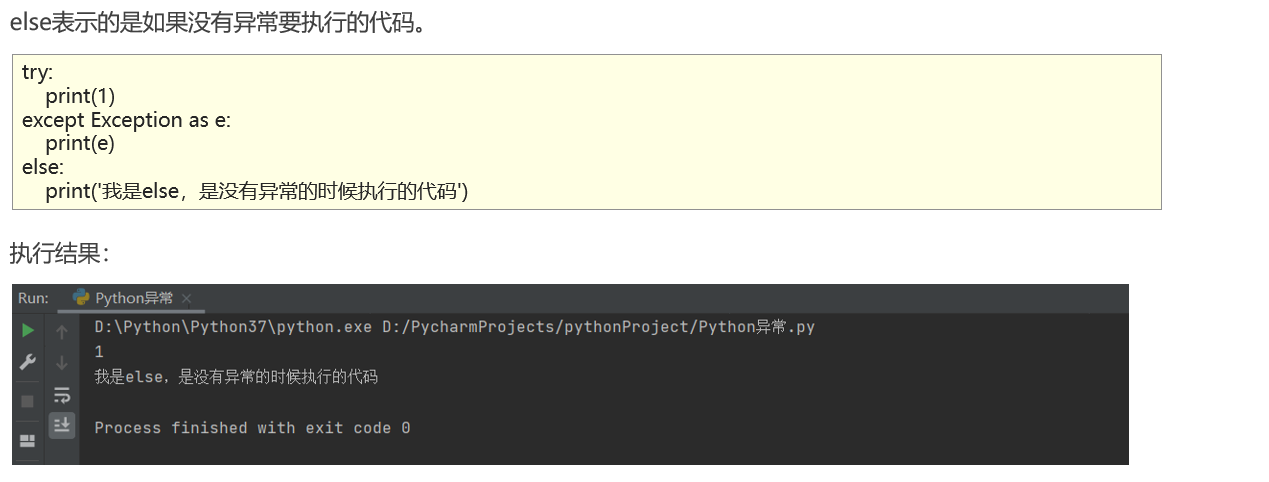 else表示的是如果没有异常要执行的代码。
try:
    print(1)
except Exception as e:
    print(e)
else:
    print('我是else，是没有异常的时候执行的代码')
执行结果：
Run: Python异常
D:\Python\Python37\python.exe D:/PycharmProjects/pythonProject/Python异常.py
1
我是else，是没有异常的时候执行的代码
Process finished with exit code 0